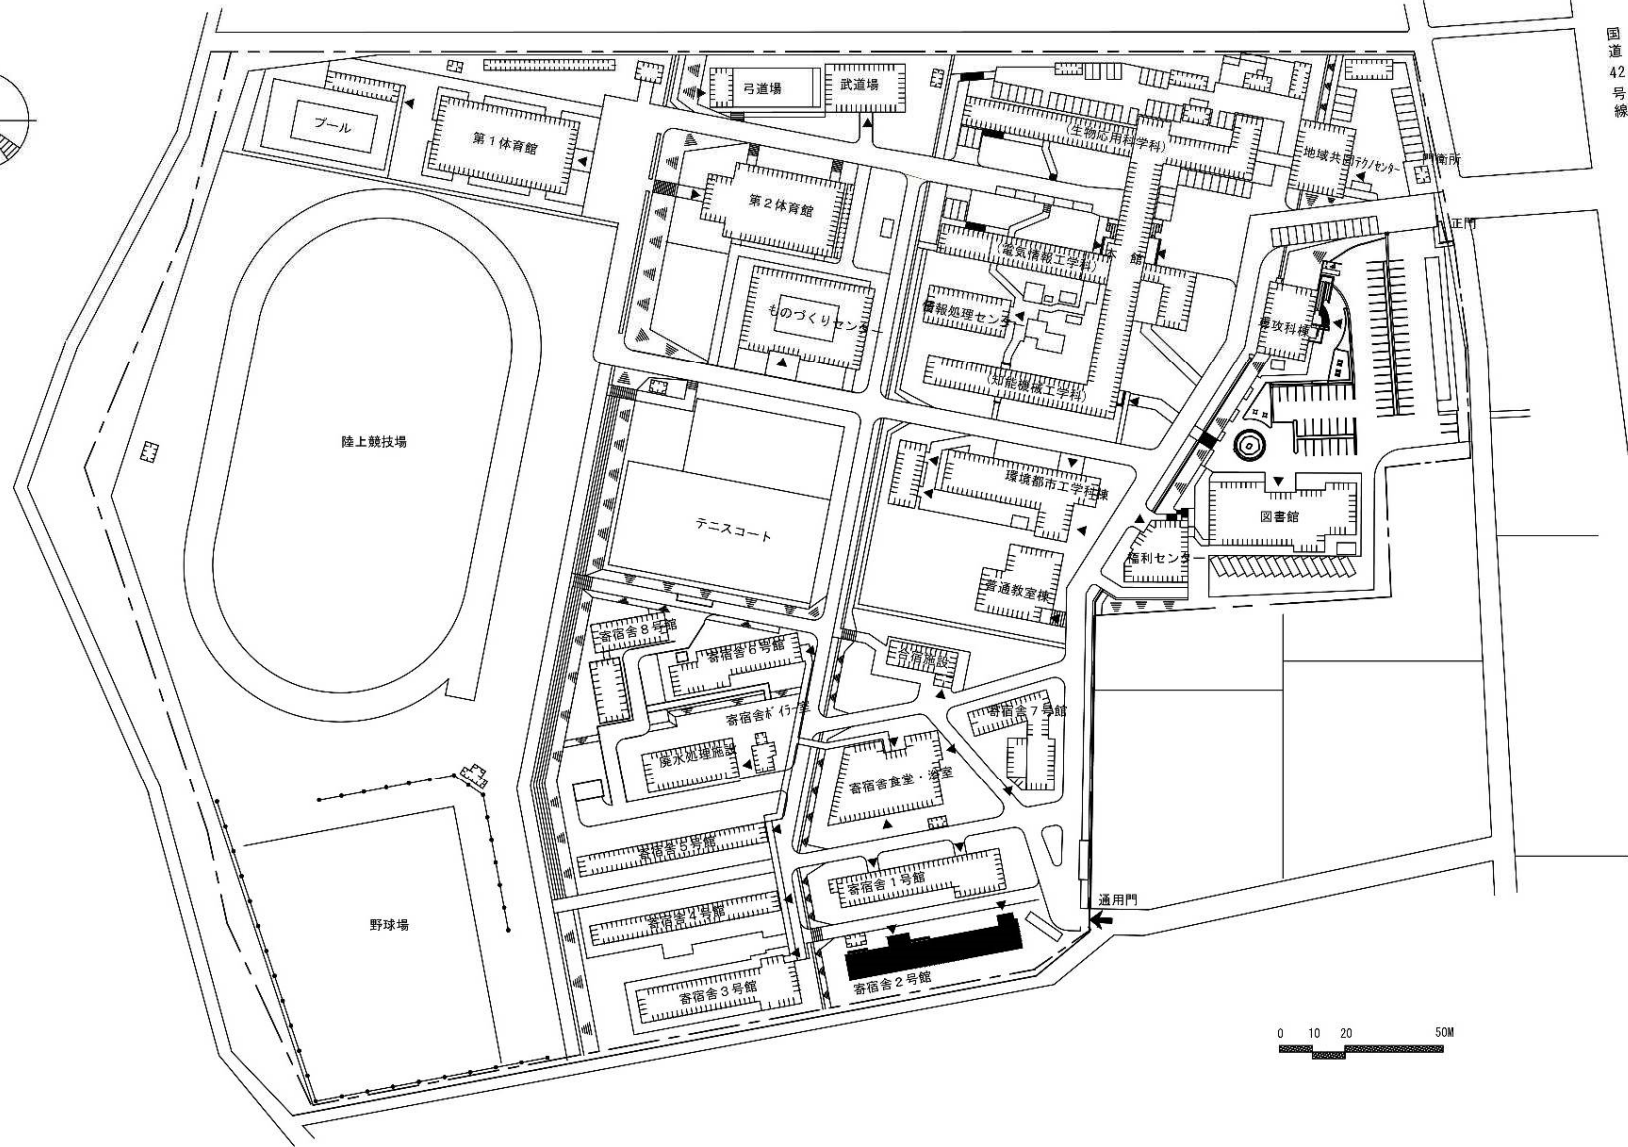 国道42号線
弓道場
武道場
プール
第1体育館
(生物応用科学科)
地域共同テクノセンター
門衛所
第2体育館
正門
本館
(電気情報工学科)
ものづくりセンター
情報処理センター
専攻科棟
(知能機械工学科)
陸上競技場
環境都市工学科棟
テニスコート
図書館
福利センター
普通教室棟
寄宿舎8号館
寄宿舎6号館
合宿施設
寄宿舎ボイラー室
寄宿舎7号館
廃水処理施設
寄宿舎食堂・浴室
寄宿舎5号館
寄宿舎1号館
通用門
寄宿舎4号館
野球場
寄宿舎2号館
寄宿舎3号館
0 10 20 50M